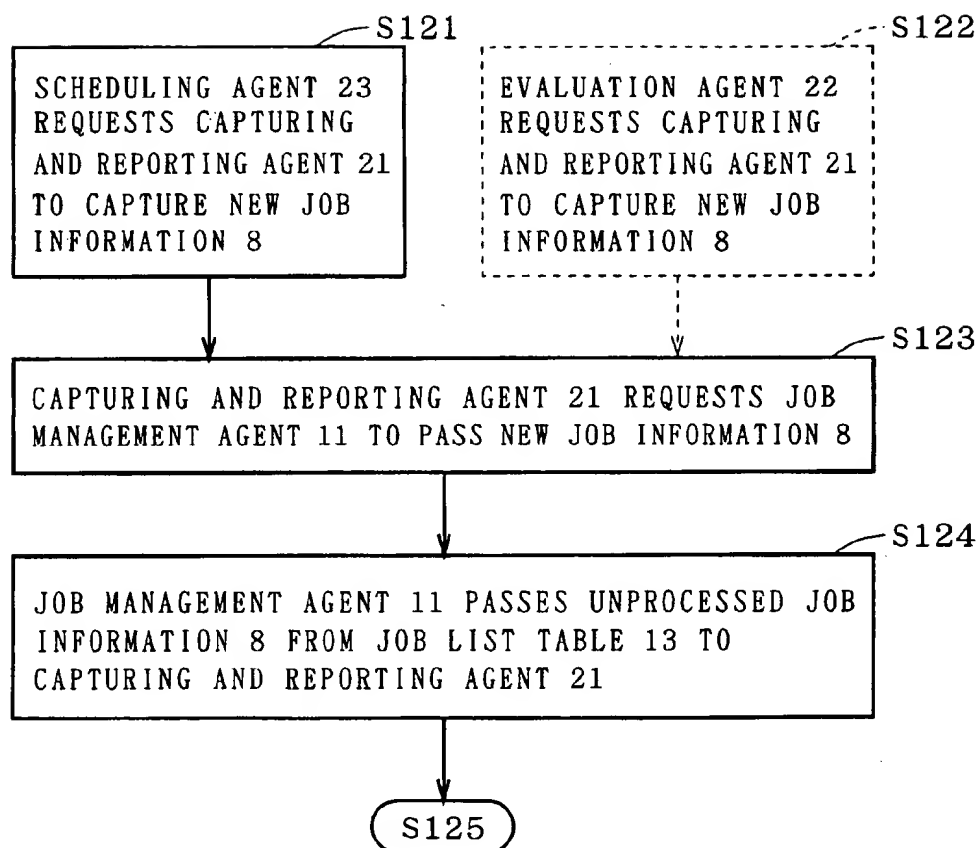 S121
SCHEDULING AGENT 23
REQUESTS CAPTURING
AND REPORTING AGENT 21
TO CAPTURE NEW JOB
INFORMATION 8
S122
EVALUATION AGENT 22
REQUESTS CAPTURING
AND REPORTING AGENT 21
TO CAPTURE NEW JOB
INFORMATION 8
S123
CAPTURING AND REPORTING AGENT 21 REQUESTS JOB
MANAGEMENT AGENT 11 TO PASS NEW JOB INFORMATION 8
S124
JOB MANAGEMENT AGENT 11 PASSES UNPROCESSED JOB
INFORMATION 8 FROM JOB LIST TABLE 13 TO
CAPTURING AND REPORTING AGENT 21
S125